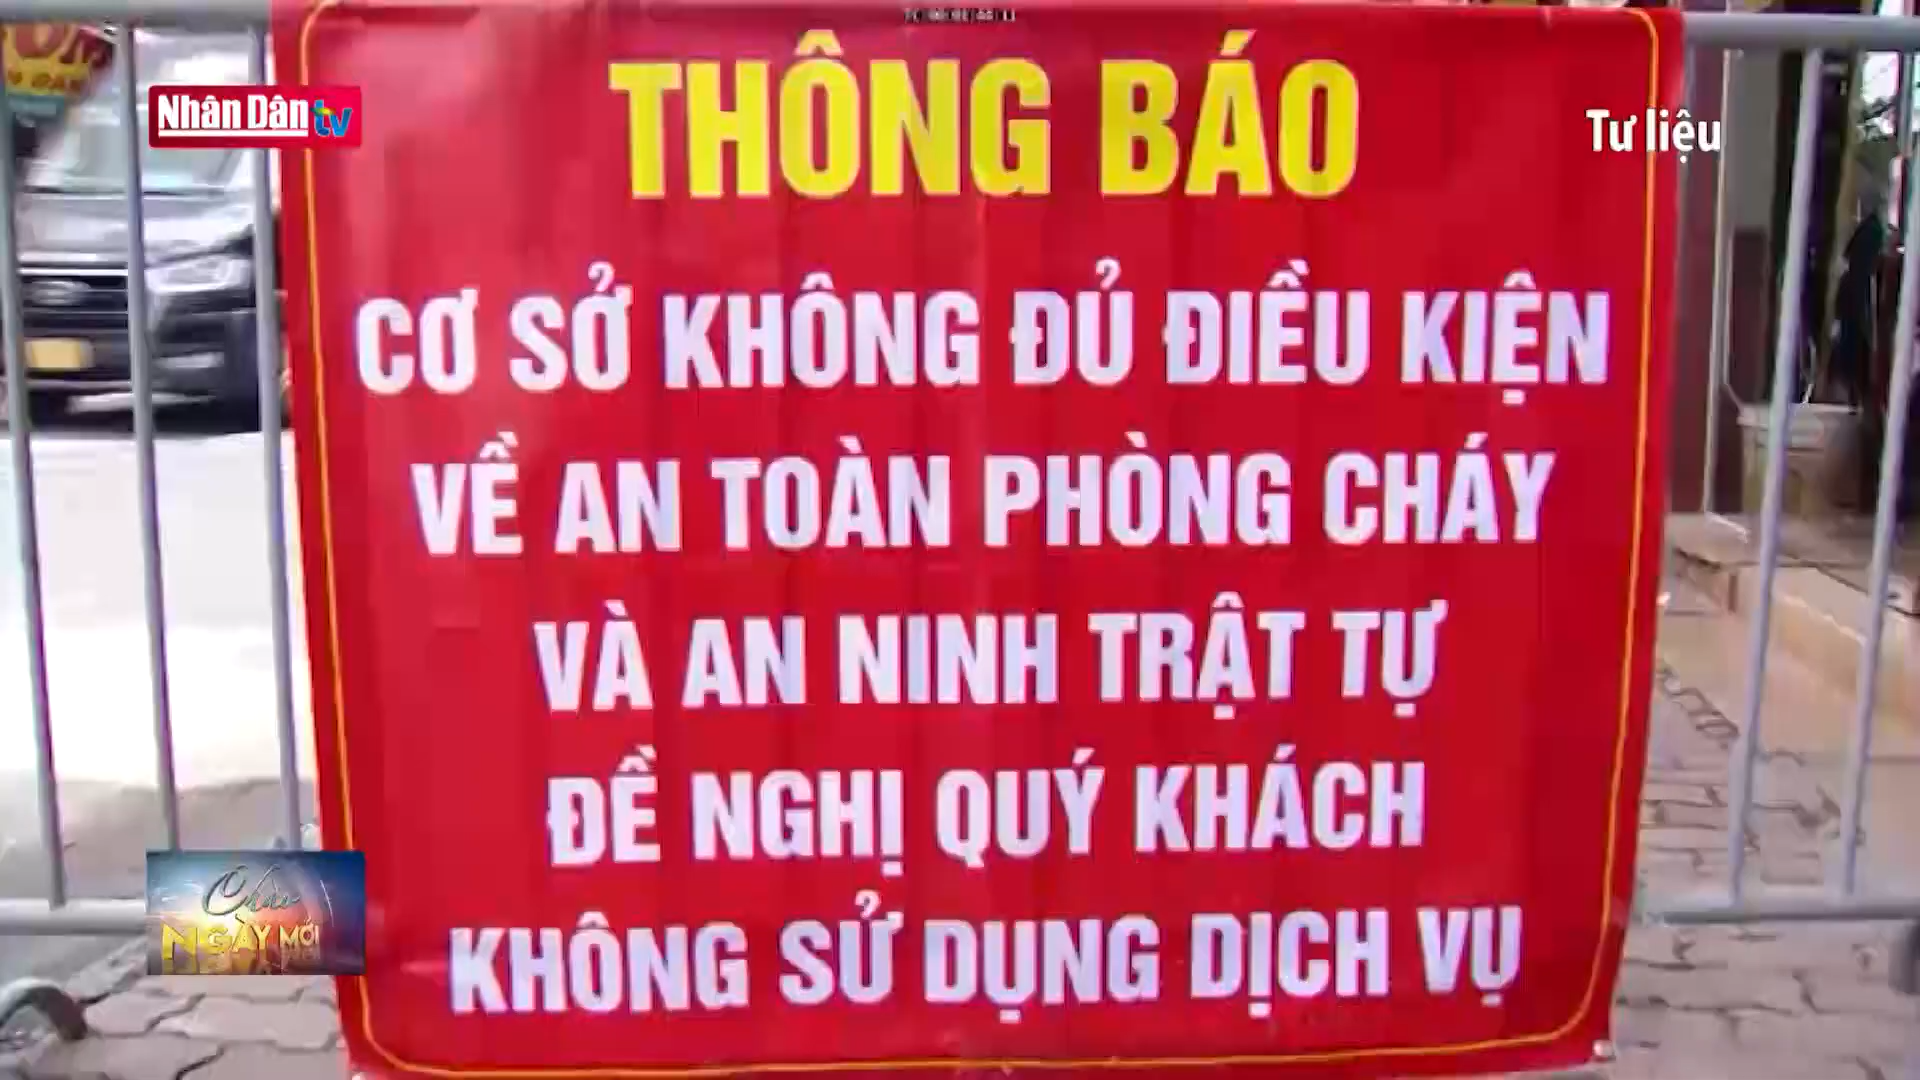 Nhân Dân tv
Tư liệu
THÔNG BÁO
CƠ SỞ KHÔNG ĐỦ ĐIỀU KIỆN
VỀ AN TOÀN PHÒNG CHÁY
VÀ AN NINH TRẬT TỰ
ĐỀ NGHỊ QUÝ KHÁCH
KHÔNG SỬ DỤNG DỊCH VỤ
Chào
NGÀY MỚI